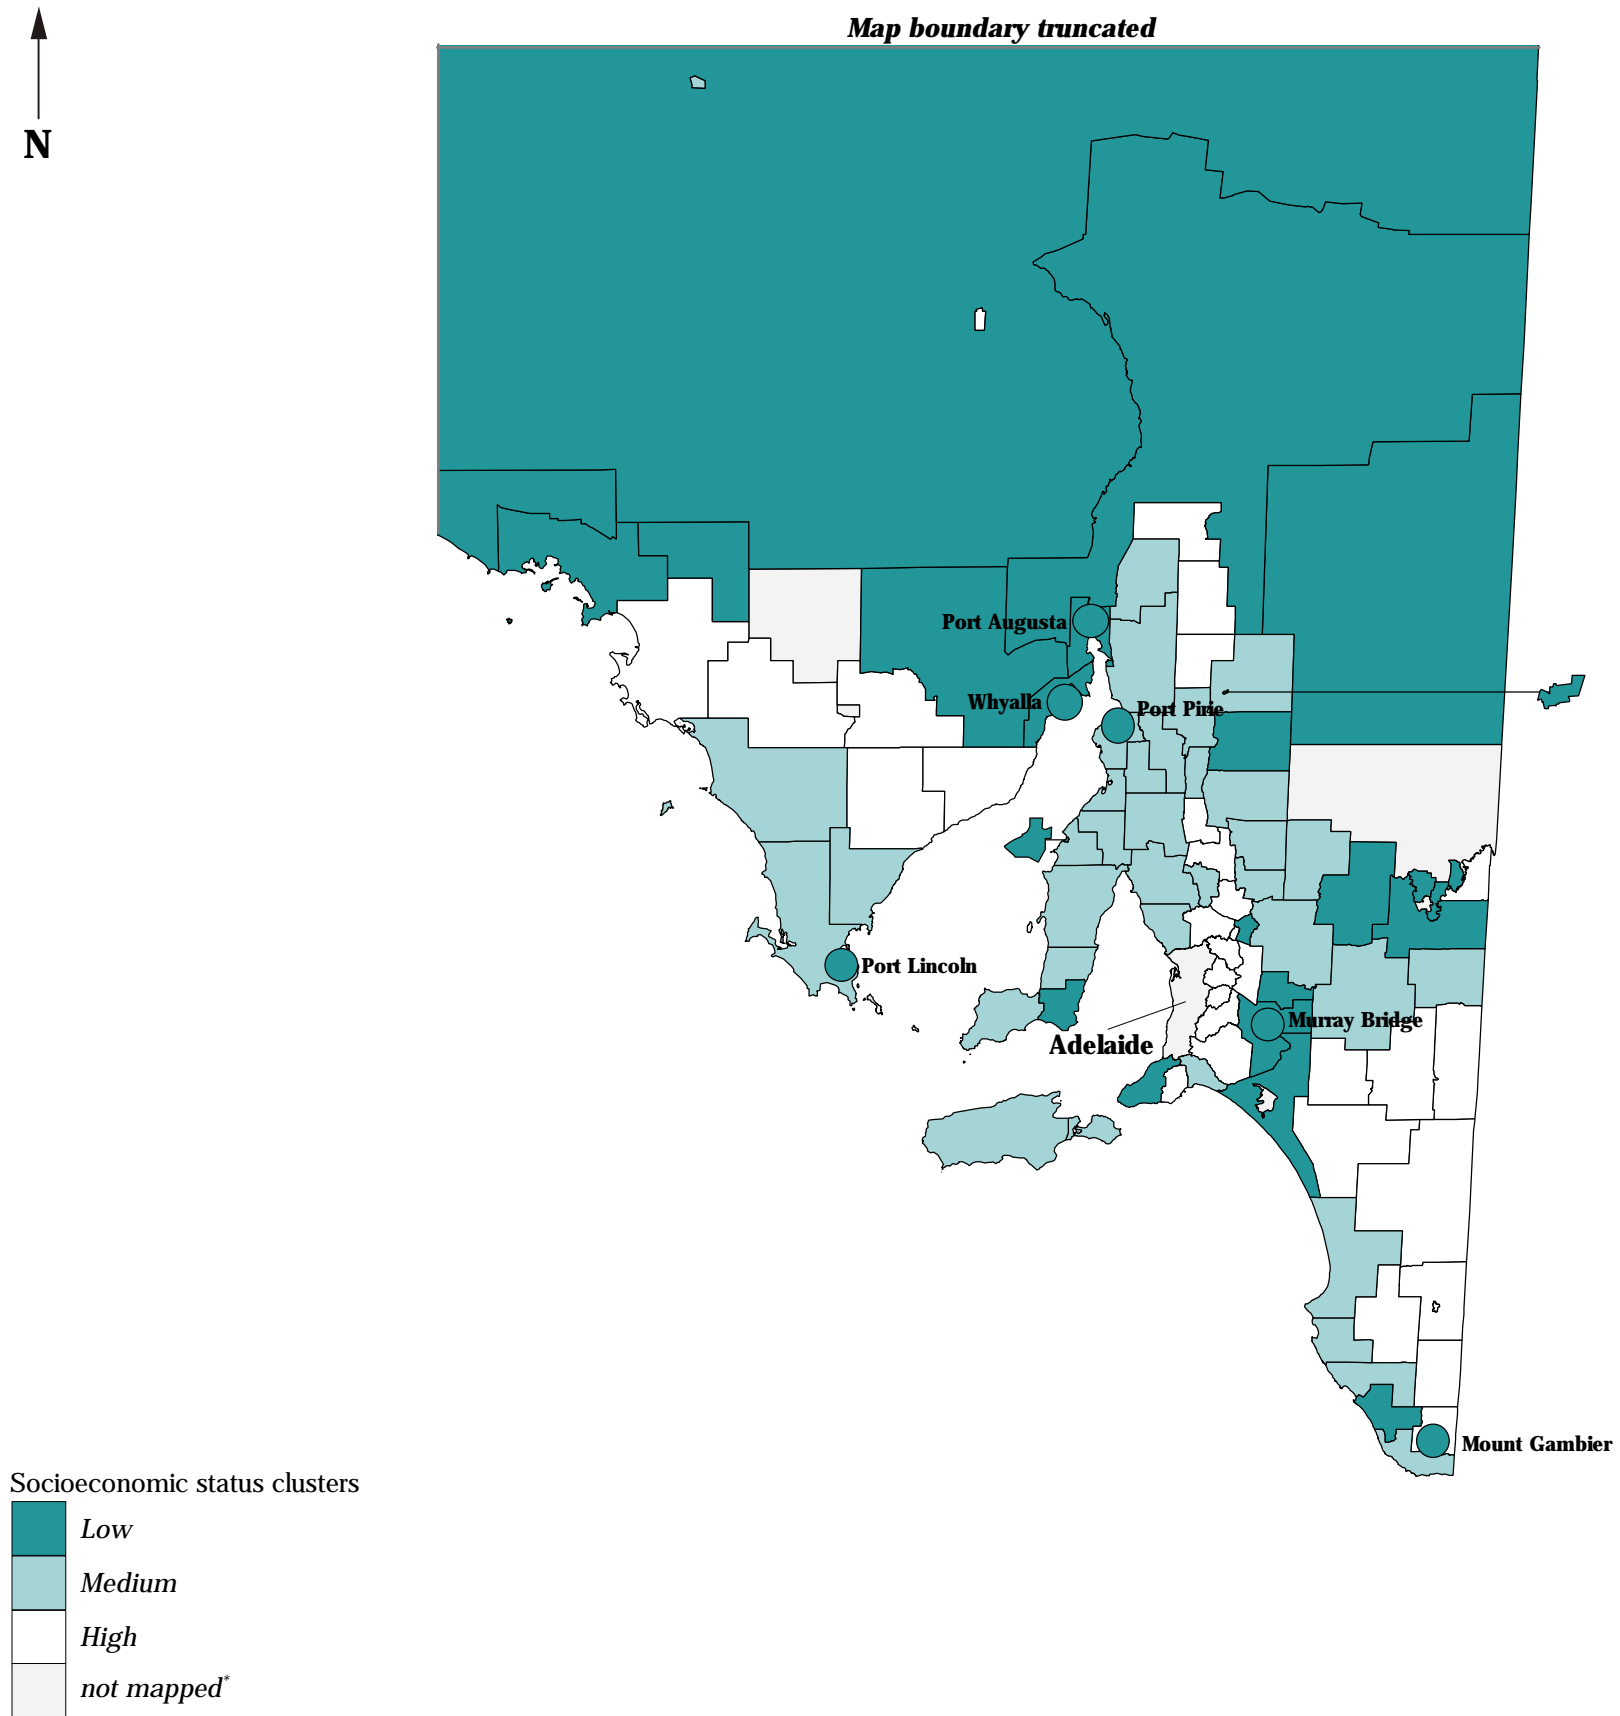 Map boundary truncated
N
Port Augusta
Whyalla
Port Pirie
Port Lincoln
Murray Bridge
Adelaide
Mount Gambier
Socioeconomic status clusters
Low
Medium
High
not mapped*